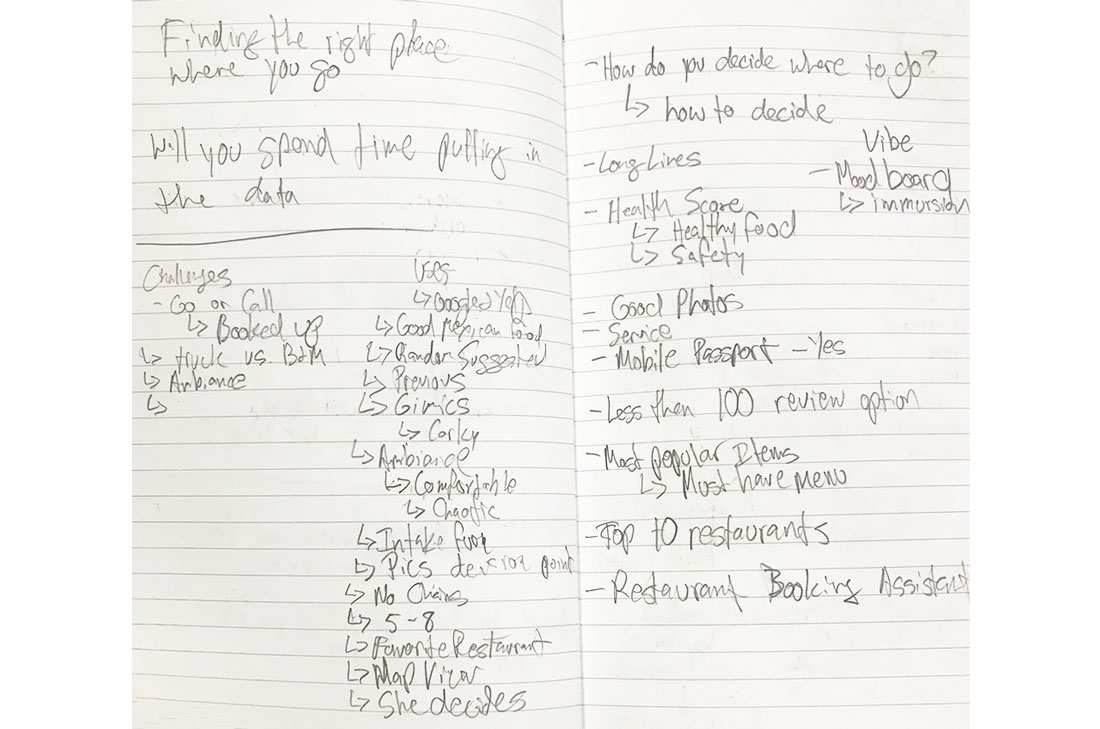 Finding the right place
where you go
Will you spend time putting in
the data
Challenges
- Go or Call
↳ Booked up
↳ truck vs. B&M
↳ Ambiance
↳
Uses
↳ Google Yelp
↳ Good Mexican food
↳ Random Suggested
↳ Previous
↳ Gimics
↳ Corky
↳ Ambiance
↳ Comfortable
↳ Chaotic
↳ Intake form
↳ Pics decision point
↳ No Chains
↳ 5-8
↳ Favorite Restaurant
↳ Map View
↳ She decides
- How do you decide where to go?
↳ how to decide
- Long Lines
- Health Score
↳ Healthy food
↳ Safety
Vibe
- Mood board
↳ immursion
- Good Photos
- Service
- Mobile Passport - Yes
- Less then 100 review option
- Most popular Items
↳ Must have menu
- Top 10 restaurants
- Restaurant Booking Assistant